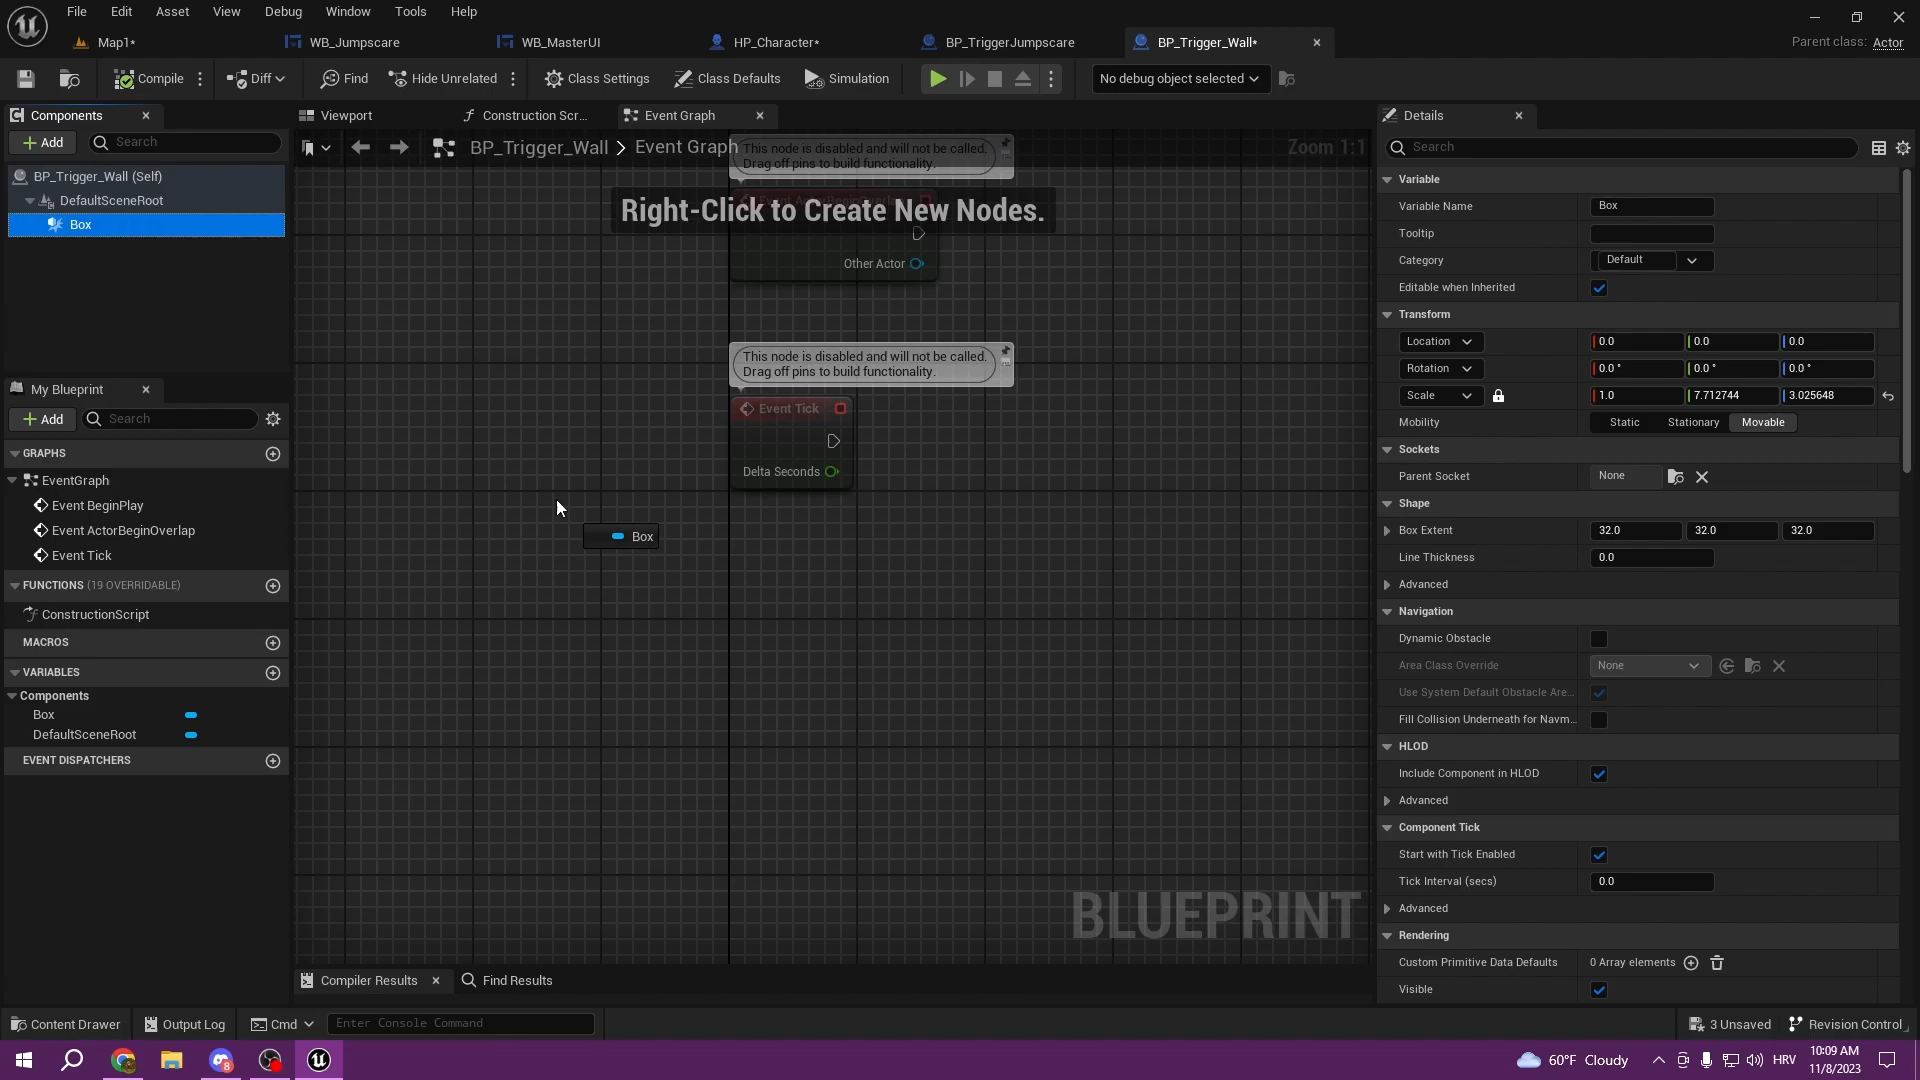 File Edit Asset View Window Debug Tools Help
Map1* WB_Jumpscare WB_MasterUI HP_Character* BP_TriggerJumpscare BP_Trigger_Wall* Parent class: Actor
Compile Diff Find Hide Unrelated Class Settings Class Defaults Simulation No debug object selected
Components Viewport Construction Scr... Event Graph Details
Add Search BP_Trigger_Wall > Event Graph Zoom 1:1 Search
This node is disabled and will not be called.
Drag off pins to build functionality.
BP_Trigger_Wall (Self) Variable
DefaultSceneRoot Right-Click to Create New Nodes. Variable Name Box
Box Tooltip
Other Actor Category Default
Editable when Inherited
Transform
This node is disabled and will not be called. Location 0.0 0.0 0.0
Drag off pins to build functionality. Rotation 0.0 ° 0.0 ° 0.0 °
My Blueprint Scale 1.0 7.712744 3.025648
Add Search Event Tick Mobility Static Stationary Movable
GRAPHS Sockets
EventGraph Delta Seconds Parent Socket None
Event BeginPlay Shape
Event ActorBeginOverlap Box Box Extent 32.0 32.0 32.0
Event Tick Line Thickness 0.0
FUNCTIONS (19 OVERRIDABLE) Advanced
ConstructionScript Navigation
MACROS Dynamic Obstacle
VARIABLES Area Class Override None
Components Use System Default Obstacle Are...
Box Fill Collision Underneath for Navm...
DefaultSceneRoot HLOD
EVENT DISPATCHERS Include Component in HLOD
Advanced
Component Tick
Start with Tick Enabled
Tick Interval (secs) 0.0
BLUEPRINT Advanced
Rendering
Custom Primitive Data Defaults 0 Array elements
Compiler Results Find Results Visible
Content Drawer Output Log Cmd Enter Console Command 3 Unsaved Revision Control
8 60°F Cloudy HRV 10:09 AM
11/8/2023